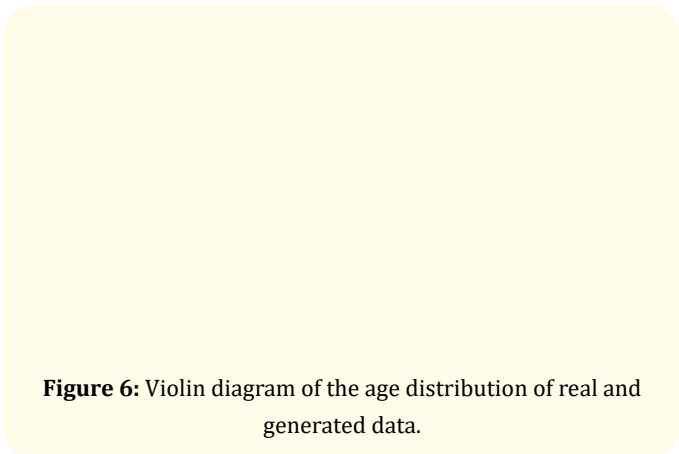 Figure 6: Violin diagram of the age distribution of real and
generated data.